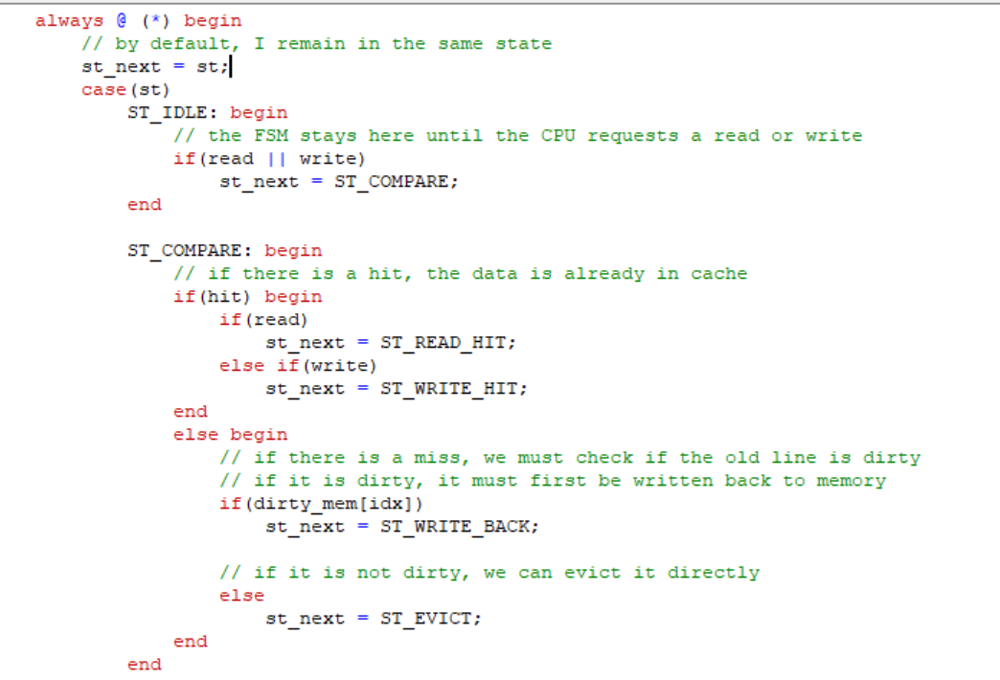 always @ (*) begin
    // by default, I remain in the same state
    st_next = st;
    case(st)
        ST_IDLE: begin
            // the FSM stays here until the CPU requests a read or write
            if(read || write)
                st_next = ST_COMPARE;
        end

        ST_COMPARE: begin
            // if there is a hit, the data is already in cache
            if(hit) begin
                if(read)
                    st_next = ST_READ_HIT;
                else if(write)
                    st_next = ST_WRITE_HIT;
            end
            else begin
                // if there is a miss, we must check if the old line is dirty
                // if it is dirty, it must first be written back to memory
                if(dirty_mem[idx])
                    st_next = ST_WRITE_BACK;

                // if it is not dirty, we can evict it directly
                else
                    st_next = ST_EVICT;
            end
        end